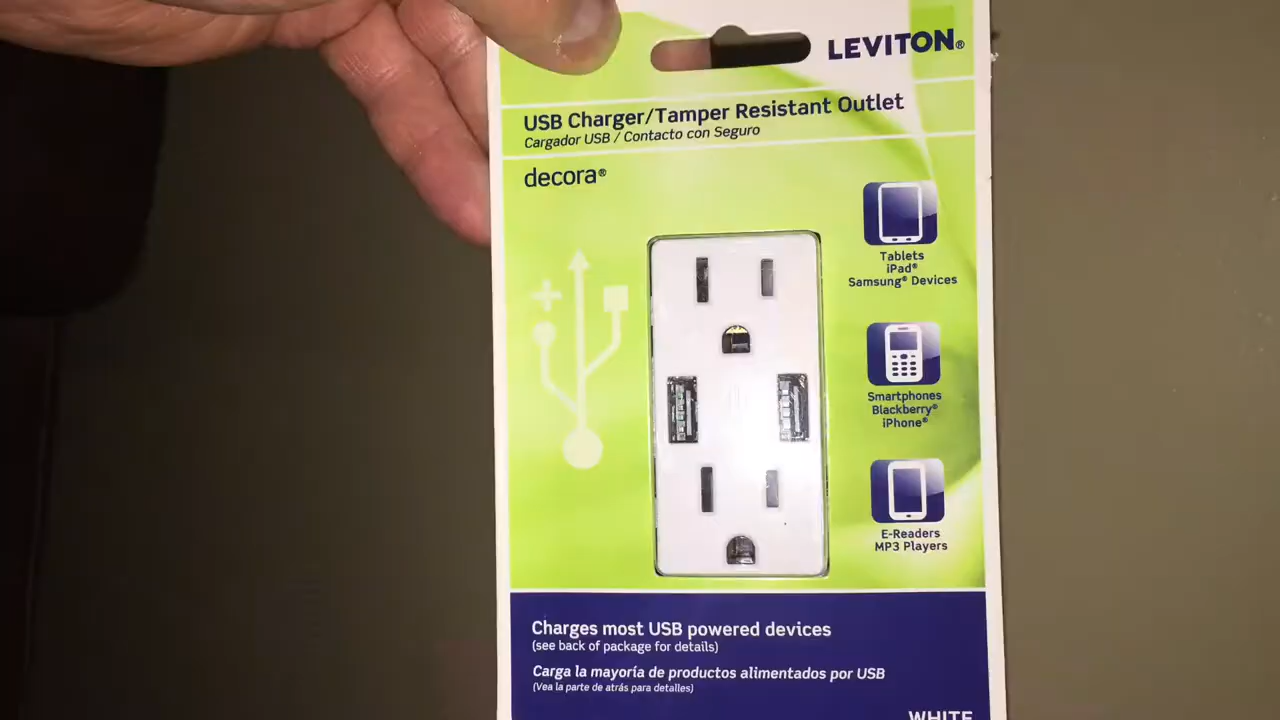 LEVITON®
USB Charger/Tamper Resistant Outlet
Cargador USB / Contacto con Seguro
decora®
Tablets
iPad®
Samsung® Devices
Smartphones
Blackberry®
iPhone®
E-Readers
MP3 Players
Charges most USB powered devices
(see back of package for details)
Carga la mayoría de productos alimentados por USB
(Vea la parte de atrás para detalles)
WHITE